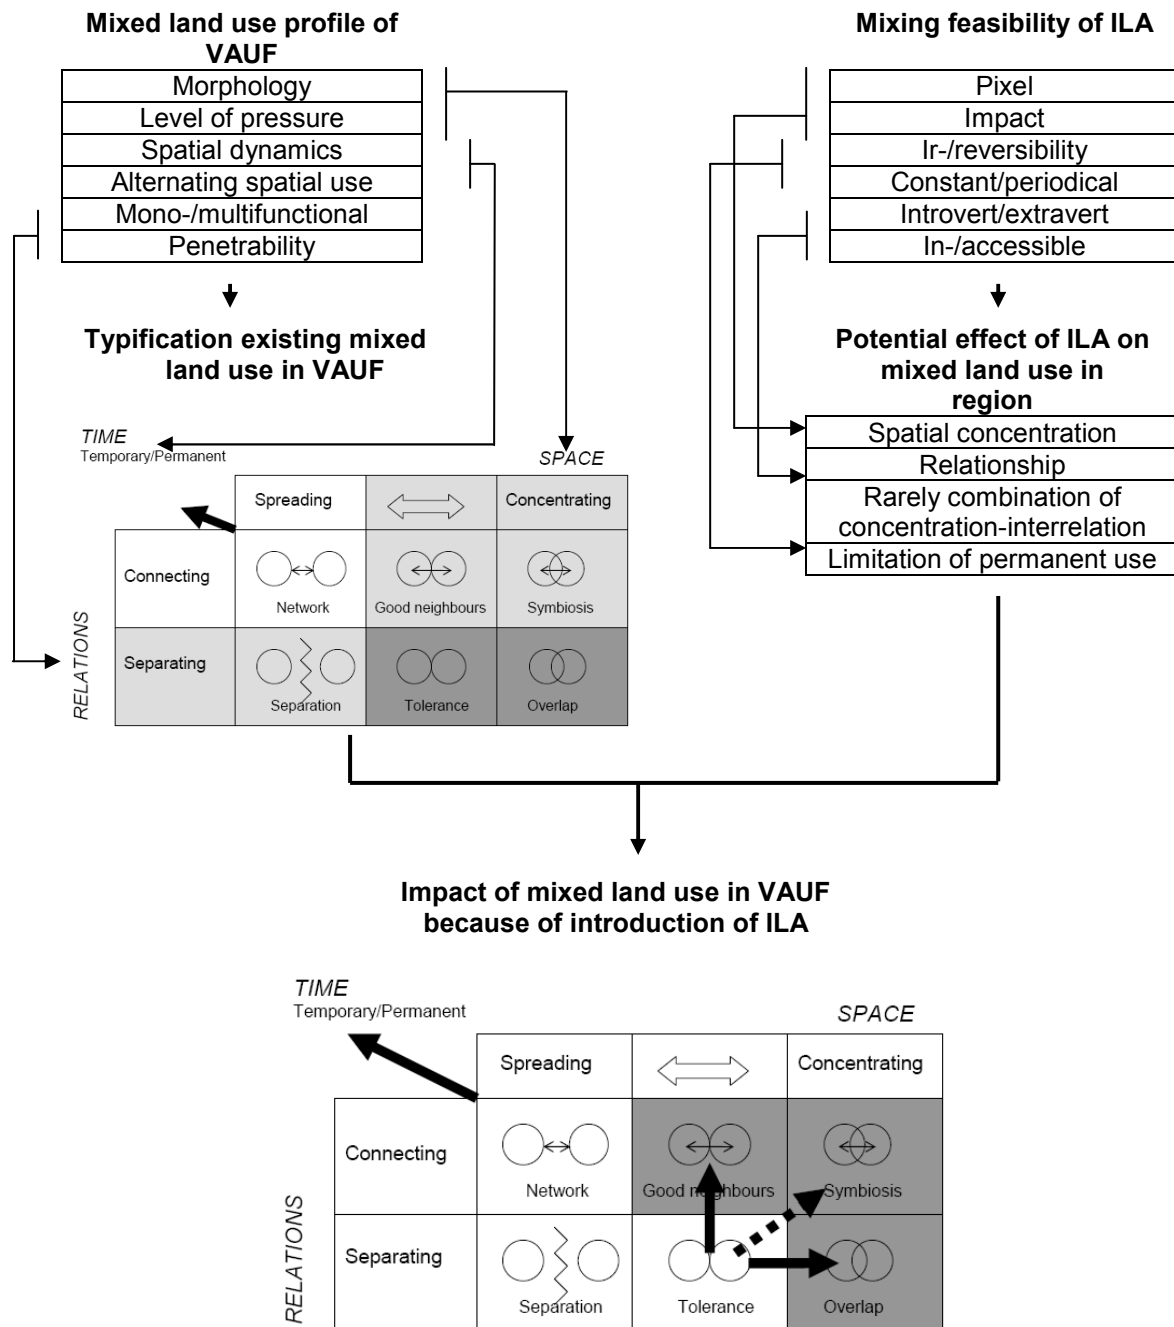 Mixed land use profile of
VAUF
Morphology
Level of pressure
Spatial dynamics
Alternating spatial use
Mono-/multifunctional
Penetrability
Mixing feasibility of ILA
Pixel
Impact
Ir-/reversibility
Constant/periodical
Introvert/extravert
In-/accessible
Typification existing mixed
land use in VAUF
Potential effect of ILA on
mixed land use in
region
Spatial concentration
Relationship
Rarely combination of
concentration-interrelation
Limitation of permanent use
TIME
Temporary/Permanent
SPACE
Spreading
Concentrating
RELATIONS
Connecting
Network
Good neighbours
Symbiosis
Separating
Separation
Tolerance
Overlap
Impact of mixed land use in VAUF
because of introduction of ILA
TIME
Temporary/Permanent
SPACE
Spreading
Concentrating
RELATIONS
Connecting
Network
Good neighbours
Symbiosis
Separating
Separation
Tolerance
Overlap